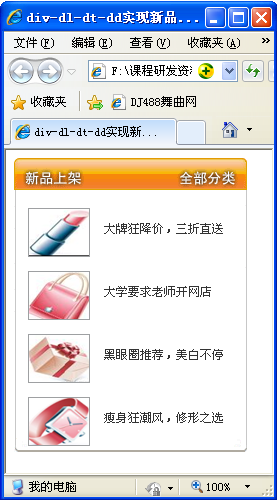 div-dl-dt-dd实现新品...
文件(F) 编辑(E) 查看(V) 收藏夹(A) »
F:\课程研发资
收藏夹 DJ488舞曲网
div-dl-dt-dd实现新品...
新品上架 全部分类
大牌狂降价，三折直送
大学要求老师开网店
黑眼圈推荐，美白不停
瘦身狂潮风，修形之选
我的电脑 100%